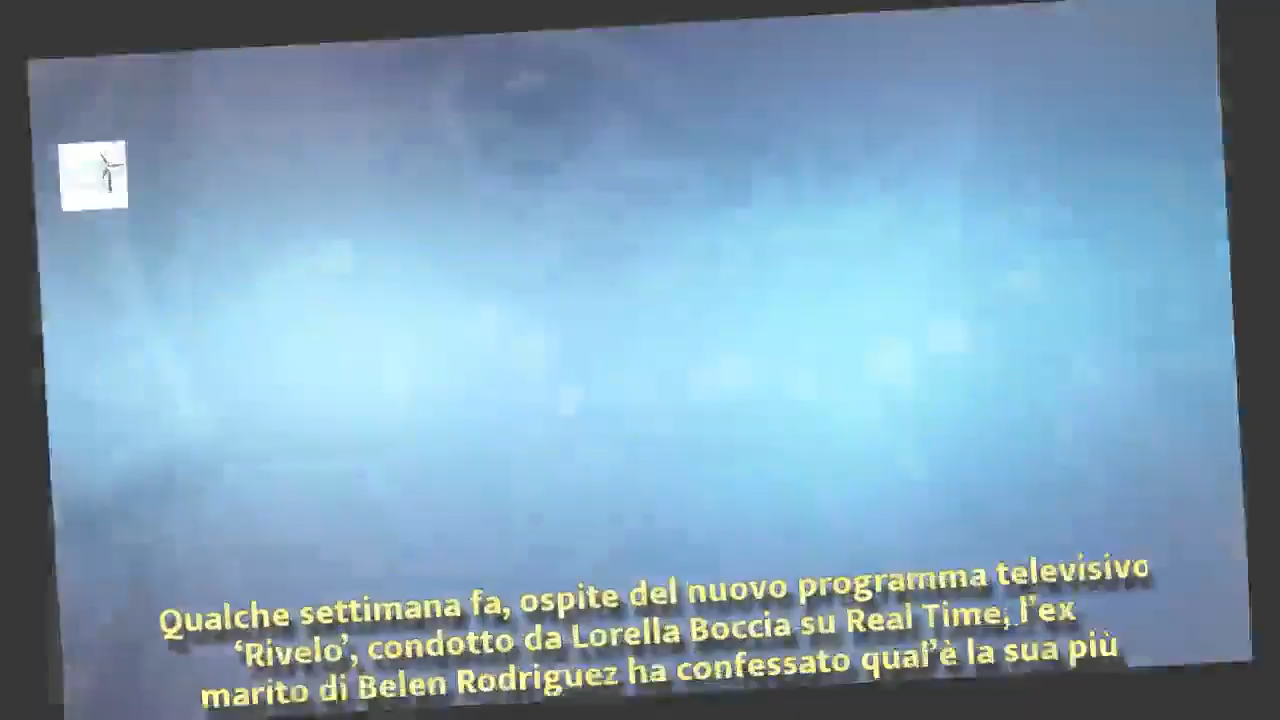 Qualche settimana fa, ospite del nuovo programma televisivo
‘Rivelo’, condotto da Lorella Boccia su Real Time, l’ex
marito di Belen Rodriguez ha confessato qual’è la sua più